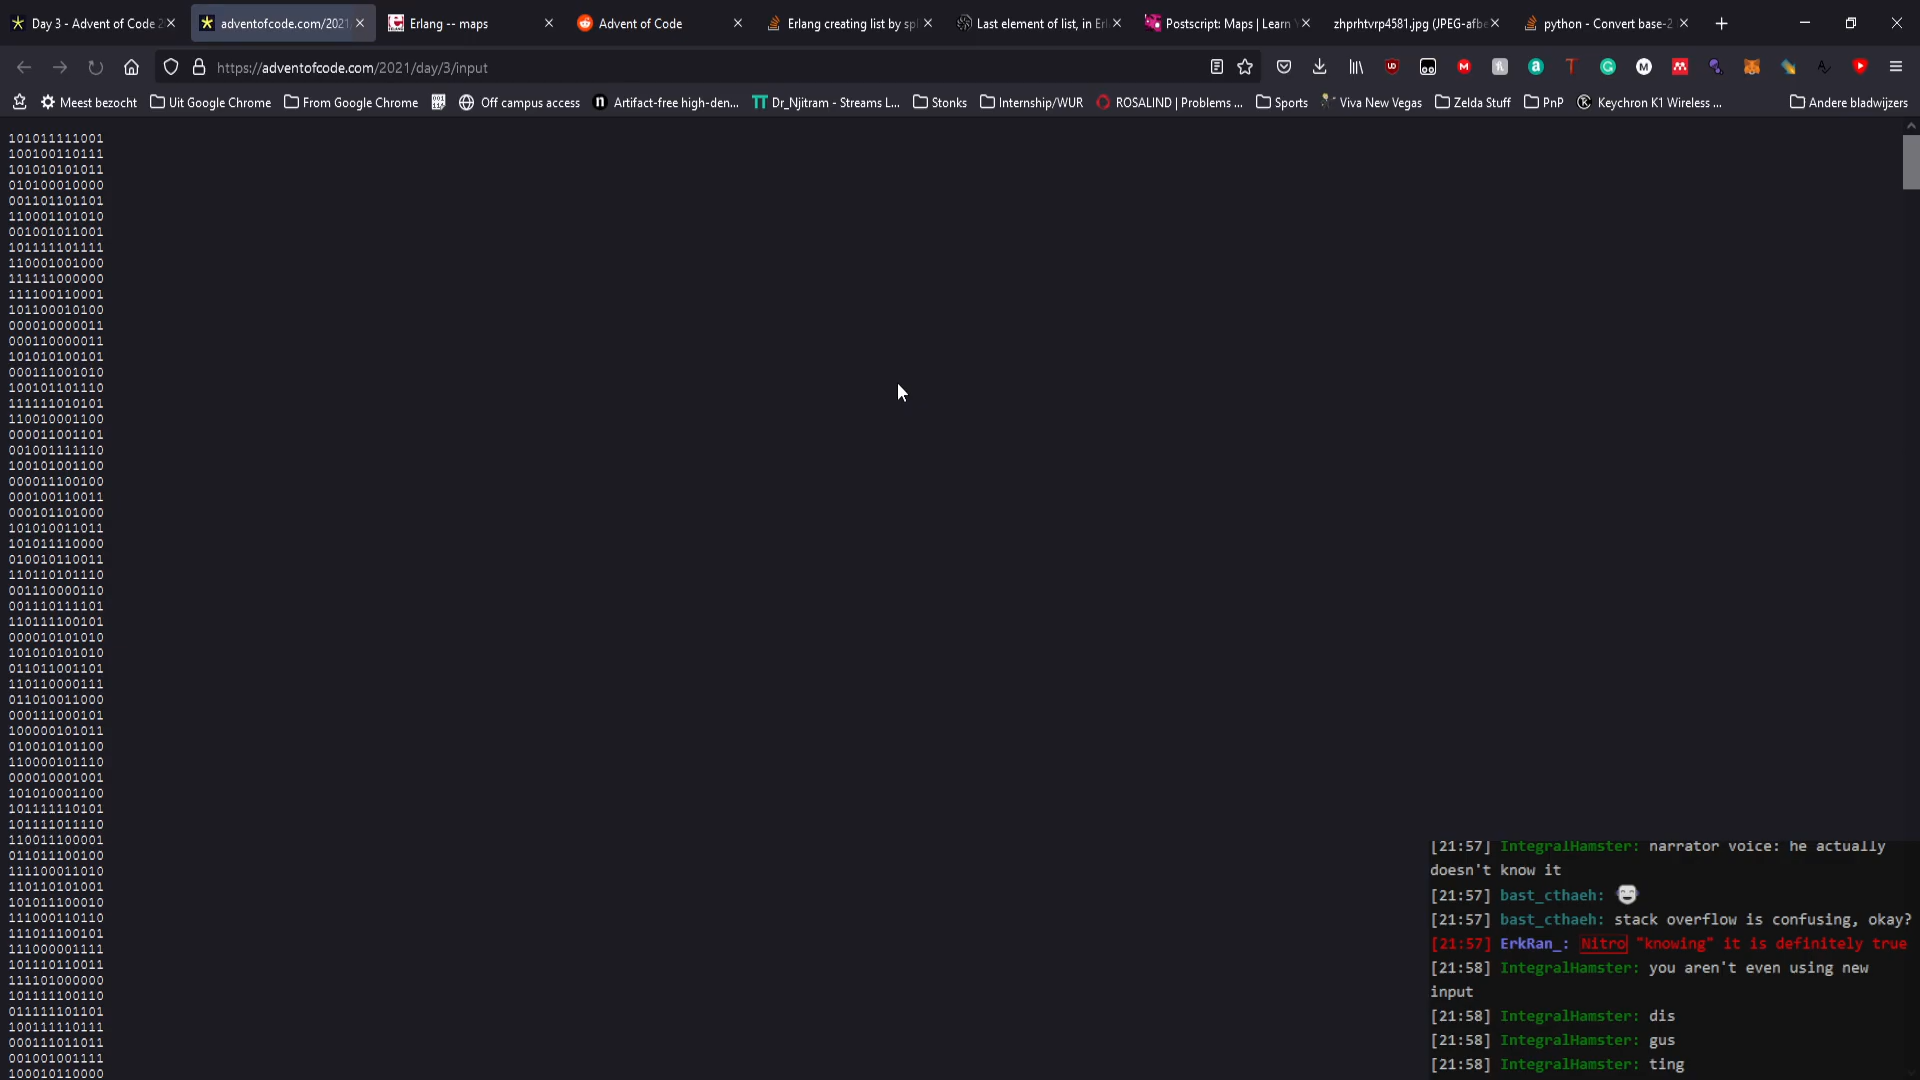 Day 3 - Advent of Code 2
adventofcode.com/2021
Erlang -- maps
Advent of Code
Erlang creating list by sp
Last element of list, in Er
Postscript: Maps | Learn Y
zhprhtvrp4581.jpg (JPEG-afbe
python - Convert base-2
https://adventofcode.com/2021/day/3/input
Meest bezocht
Uit Google Chrome
From Google Chrome
Off campus access
Artifact-free high-den...
Dr_Njitram - Streams L...
Stonks
Internship/WUR
ROSALIND | Problems ...
Sports
Viva New Vegas
Zelda Stuff
PnP
Keychron K1 Wireless ...
Andere bladwijzers
101011111001
100100110111
101010101011
010100010000
001101101101
110001101010
001001011001
101111101111
110001001000
111111000000
111100110001
101100010100
000010000011
000110000011
101010100101
000111001010
100101101110
111111010101
110010001100
000011001101
001001111110
100101001100
000011100100
000100110011
000101101000
101010011011
101011110000
010010110011
110110101110
001110000110
001110111101
110111100101
000010101010
101010101010
011011001101
110110000111
011010011000
000111000101
100000101011
010010101100
110000101110
000010001001
101010001100
101111110101
101111011110
110011100001
011011100100
111100011010
110110101001
101011100010
111000110110
111011100101
111000001111
101110110011
111101000000
101111100110
011111101101
100111110111
000111011011
001001001111
100010110000
[21:57] IntegralHamster: narrator voice: he actually
doesn't know it
[21:57] bast_cthaeh:
[21:57] bast_cthaeh: stack overflow is confusing, okay?
[21:57] ErkRan_: Nitro "knowing" it is definitely true
[21:58] IntegralHamster: you aren't even using new
input
[21:58] IntegralHamster: dis
[21:58] IntegralHamster: gus
[21:58] IntegralHamster: ting